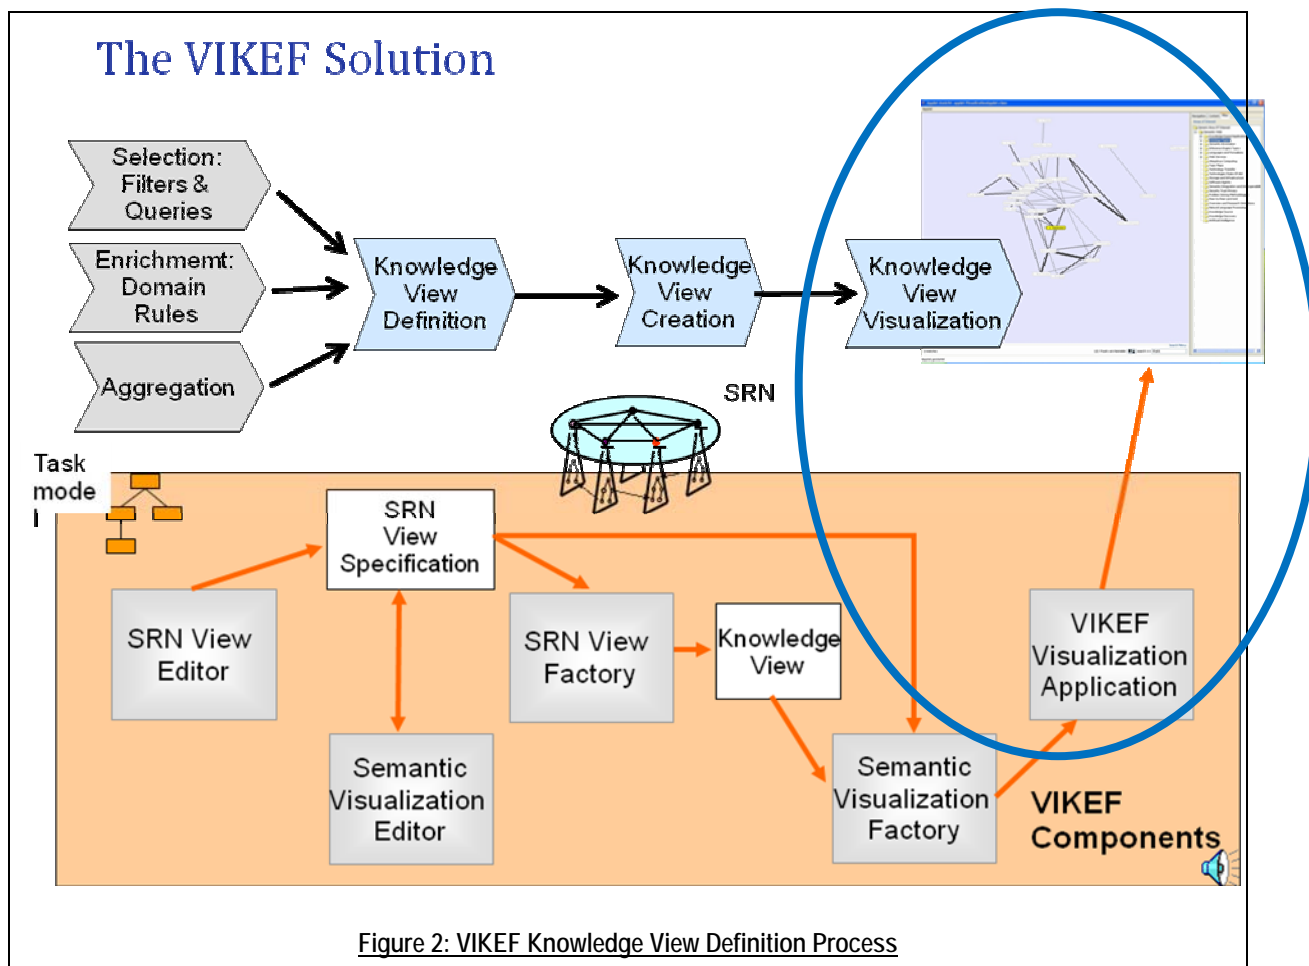 The VIKEF Solution
Selection:
Filters &
Queries
Enrichmemt:
Domain
Rules
Aggregation
Knowledge
View
Definition
Knowledge
View
Creation
Knowledge
View
Visualization
SRN
Task
mode
l
SRN
View
Specification
SRN View
Editor
SRN View
Factory
Knowledge
View
VIKEF
Visualization
Application
Semantic
Visualization
Editor
Semantic
Visualization
Factory
VIKEF
Components
Figure 2: VIKEF Knowledge View Definition Process